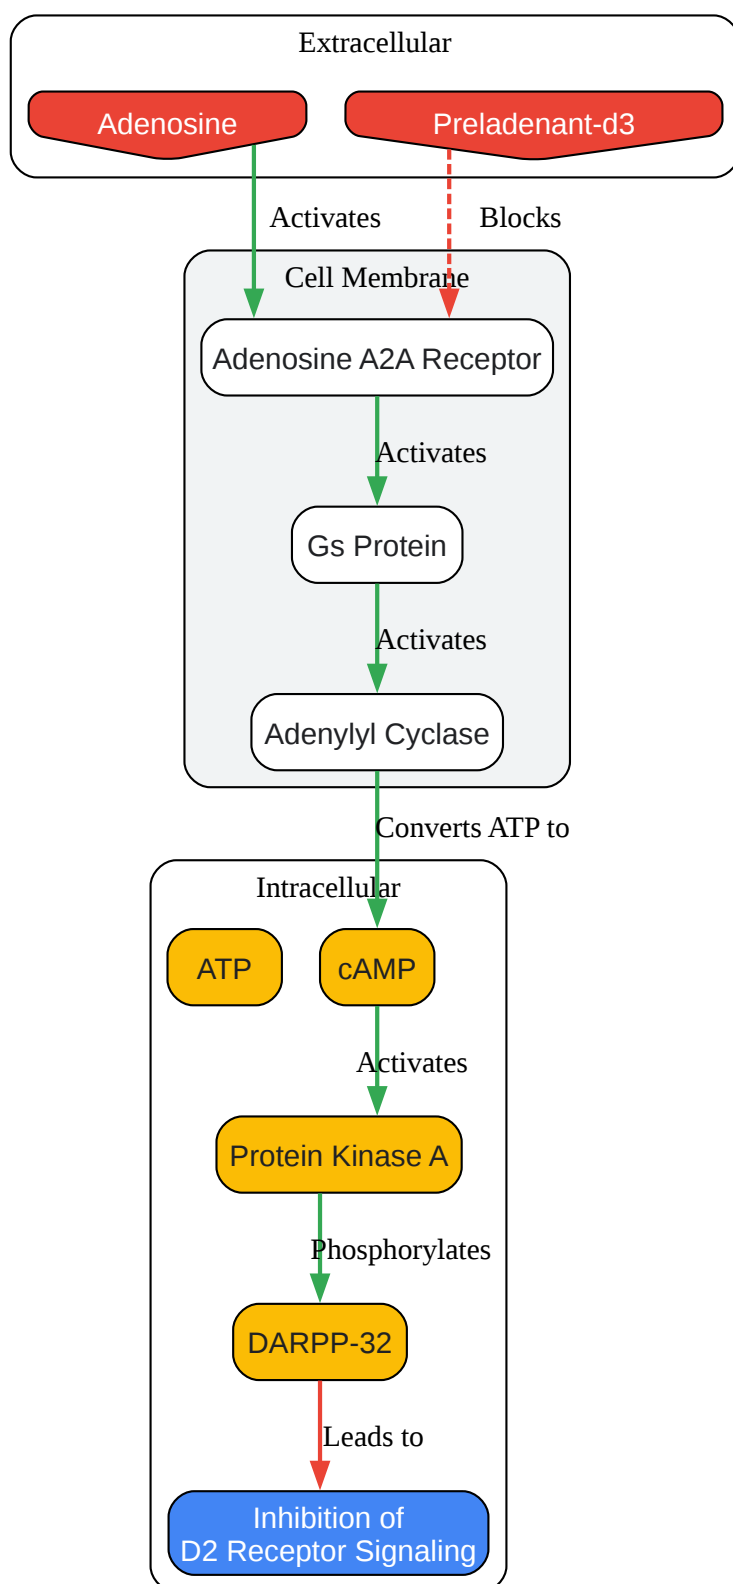 Extracellular
Adenosine
Preladenant-d3
Activates
Blocks
Cell Membrane
Adenosine A2A Receptor
Activates
Gs Protein
Activates
Adenylyl Cyclase
Converts ATP to
Intracellular
ATP
cAMP
Activates
Protein Kinase A
Phosphorylates
DARPP-32
Leads to
Inhibition of
D2 Receptor Signaling